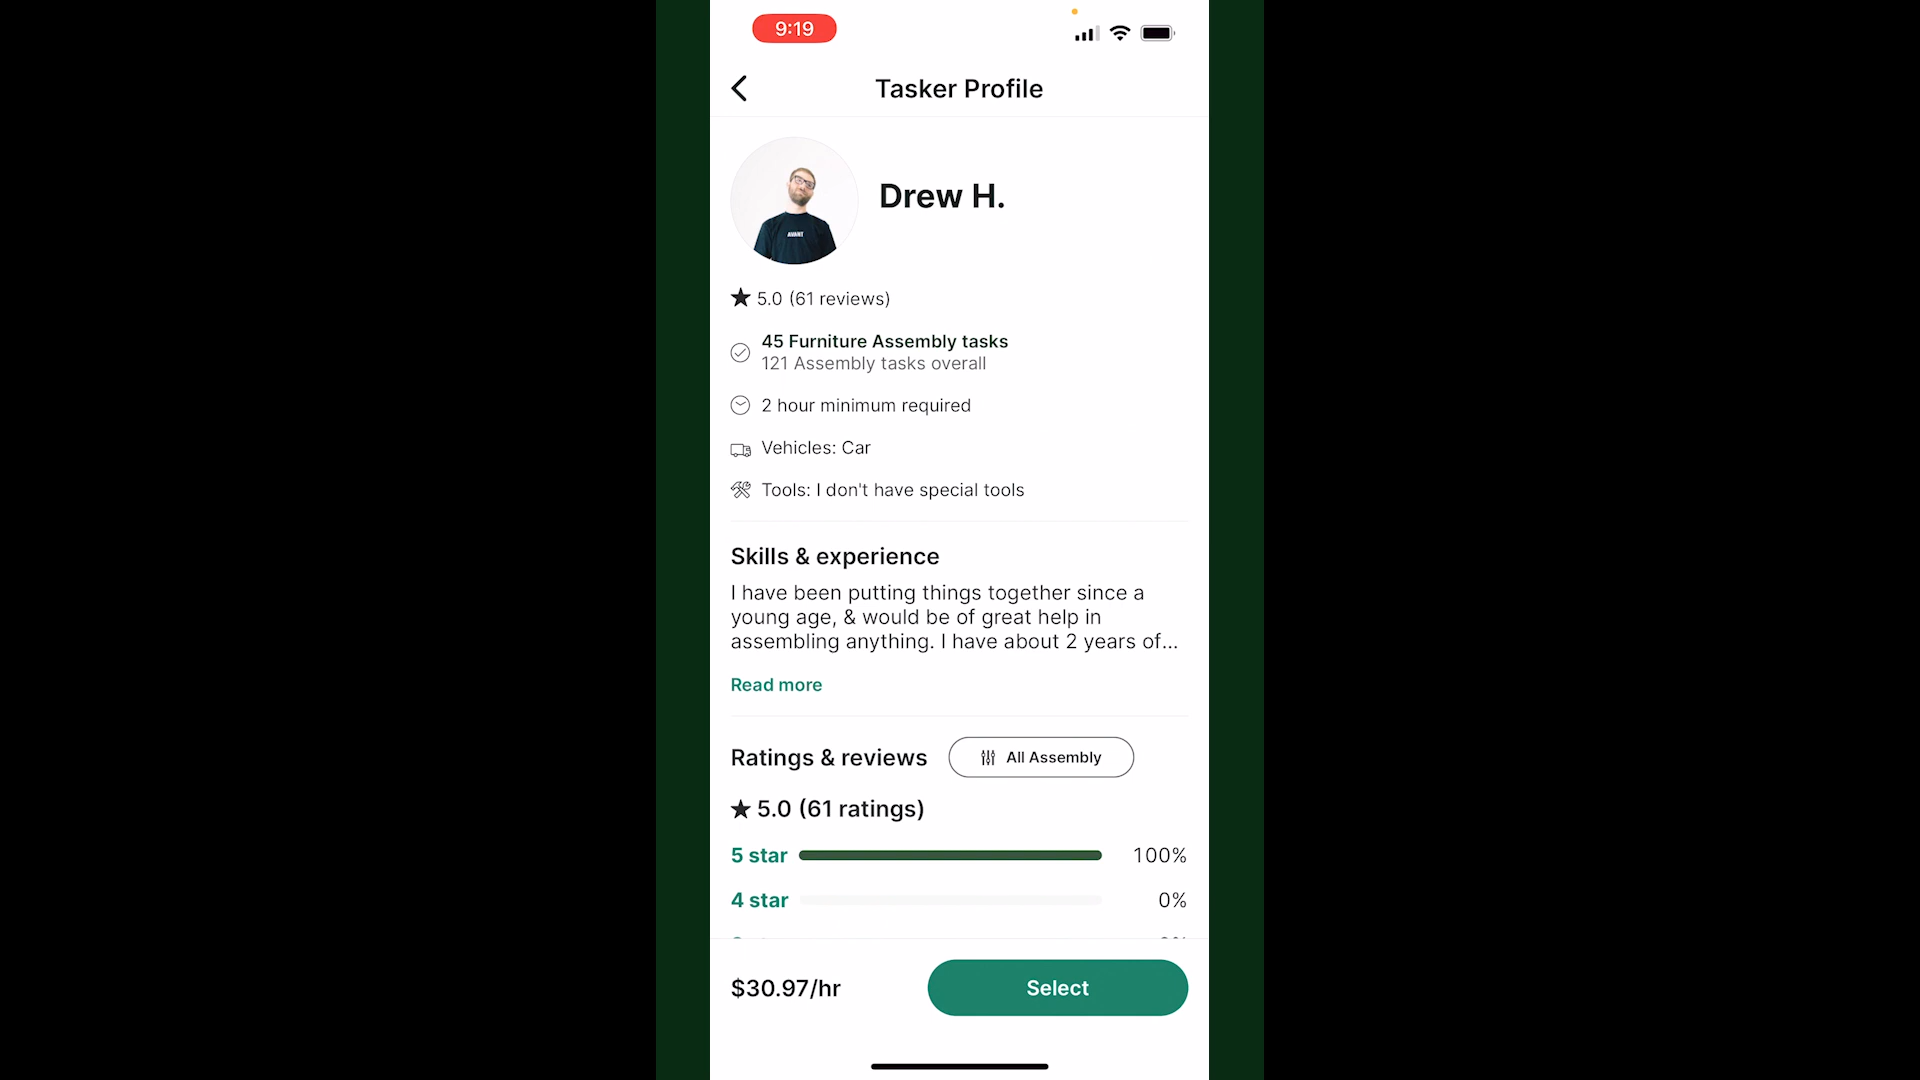 9:19
Tasker Profile
AVANT
Drew H.
5.0 (61 reviews)
45 Furniture Assembly tasks
121 Assembly tasks overall
2 hour minimum required
Vehicles: Car
Tools: I don't have special tools
Skills & experience
I have been putting things together since a
young age, & would be of great help in
assembling anything. I have about 2 years of...
Read more
Ratings & reviews
All Assembly
5.0 (61 ratings)
5 star 100%
4 star 0%
$30.97/hr
Select